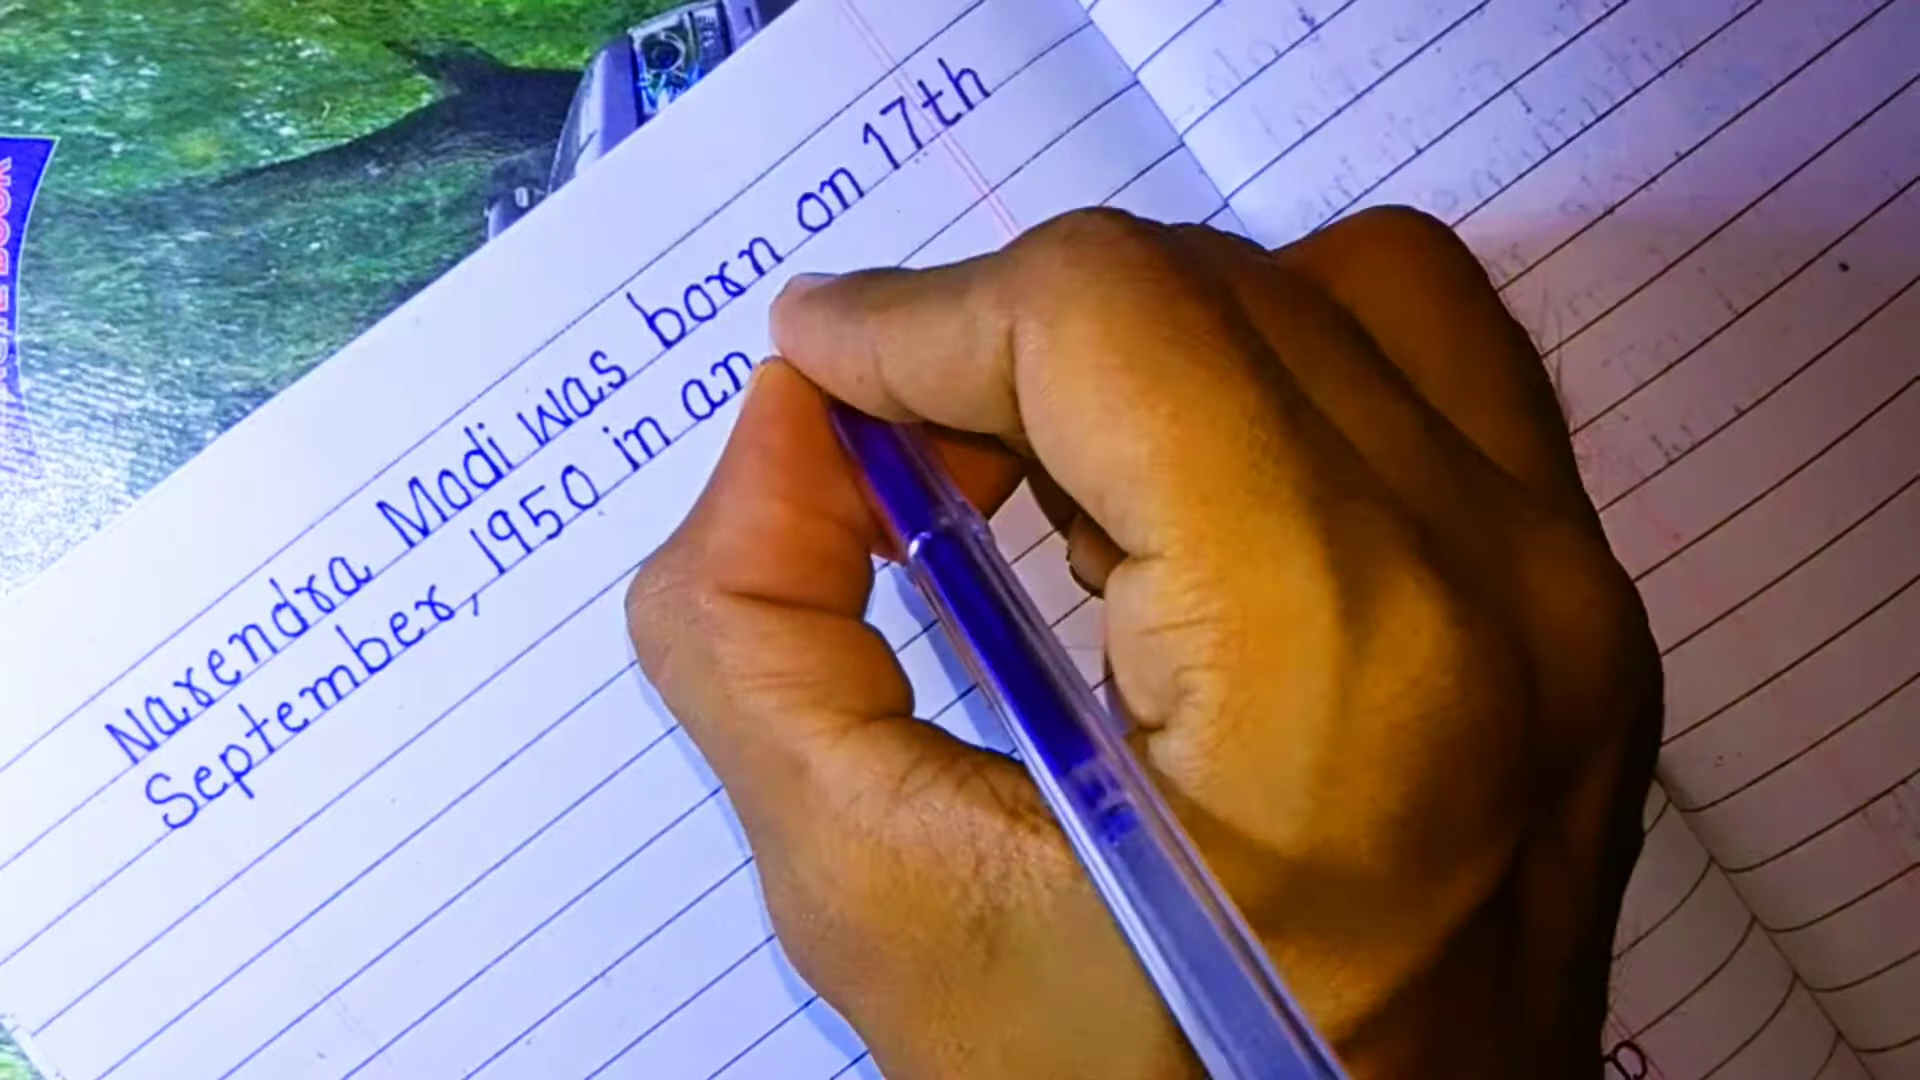 Narendra Modi was born on 17th
September, 1950 in an